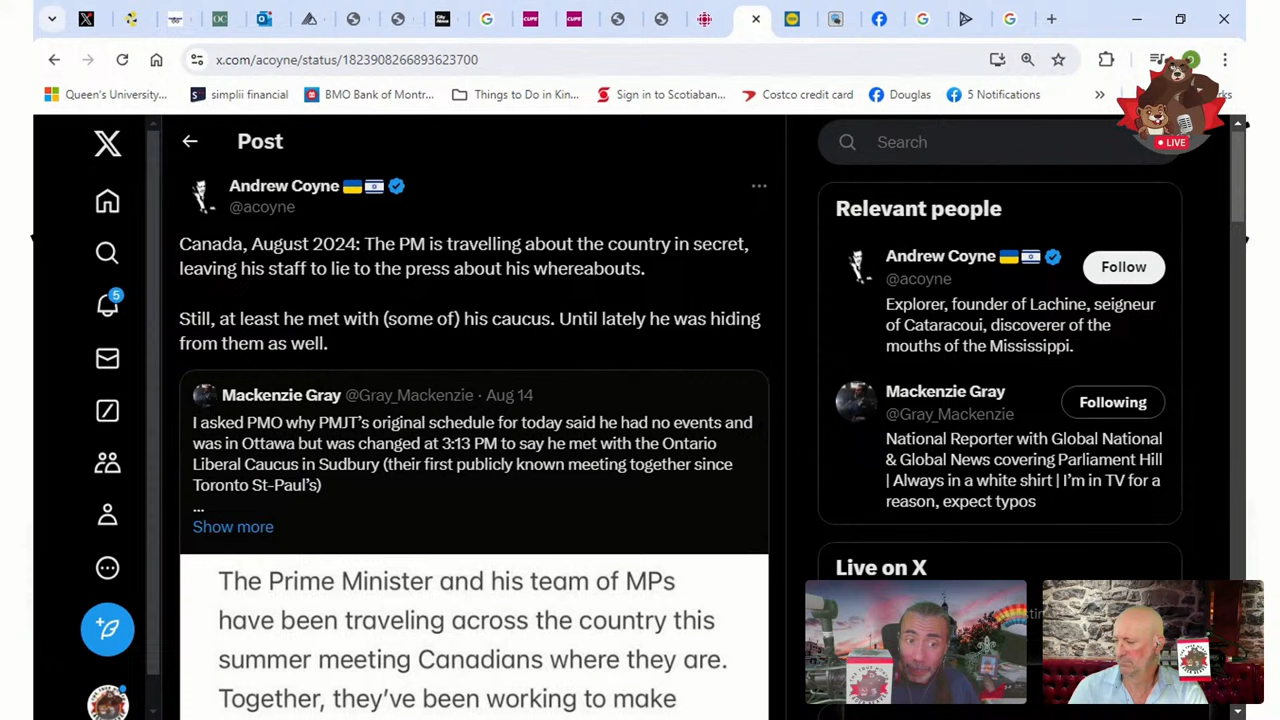 x.com/acoyne/status/1823908266893623700
Queen's University...
simplii financial
BMO Bank of Montr...
Things to Do in Kin...
Sign in to Scotiaban...
Costco credit card
Douglas
5 Notifications
LIVE
Post
Andrew Coyne
@acoyne
Canada, August 2024: The PM is travelling about the country in secret,
leaving his staff to lie to the press about his whereabouts.
Still, at least he met with (some of) his caucus. Until lately he was hiding
from them as well.
Mackenzie Gray @Gray_Mackenzie · Aug 14
I asked PMO why PMJT's original schedule for today said he had no events and
was in Ottawa but was changed at 3:13 PM to say he met with the Ontario
Liberal Caucus in Sudbury (their first publicly known meeting together since
Toronto St-Paul's)
...
Show more
The Prime Minister and his team of MPs
have been traveling across the country this
summer meeting Canadians where they are.
Together, they've been working to make
5
Search
Relevant people
Andrew Coyne
@acoyne
Follow
Explorer, founder of Lachine, seigneur
of Cataracoui, discoverer of the
mouths of the Mississippi.
Mackenzie Gray
@Gray_Mackenzie
Following
National Reporter with Global National
& Global News covering Parliament Hill
| Always in a white shirt | I'm in TV for a
reason, expect typos
Live on X